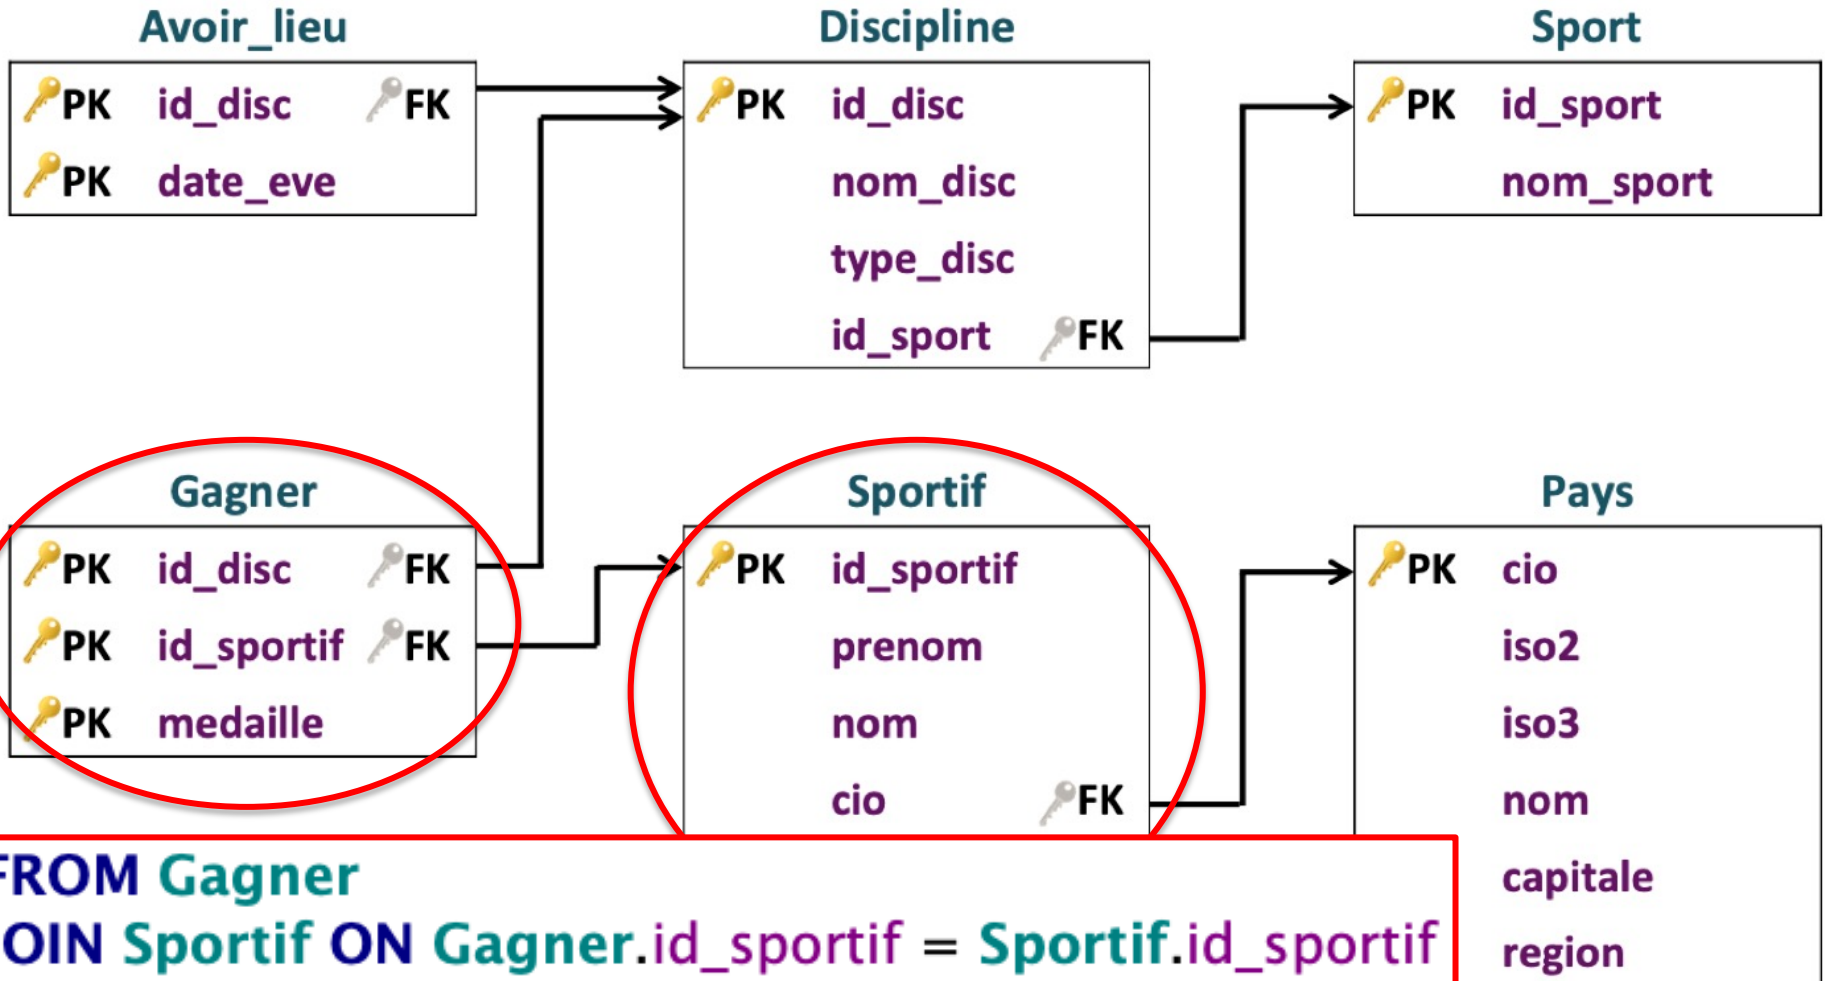 Avoir_lieu
PK id_disc FK
PK date_eve
Discipline
PK id_disc
nom_disc
type_disc
id_sport FK
Sport
PK id_sport
nom_sport
Gagner
PK id_disc FK
PK id_sportif FK
PK medaille
Sportif
PK id_sportif
prenom
nom
cio FK
Pays
PK cio
iso2
iso3
nom
capitale
region
FROM Gagner
OIN Sportif ON Gagner.id_sportif = Sportif.id_sportif